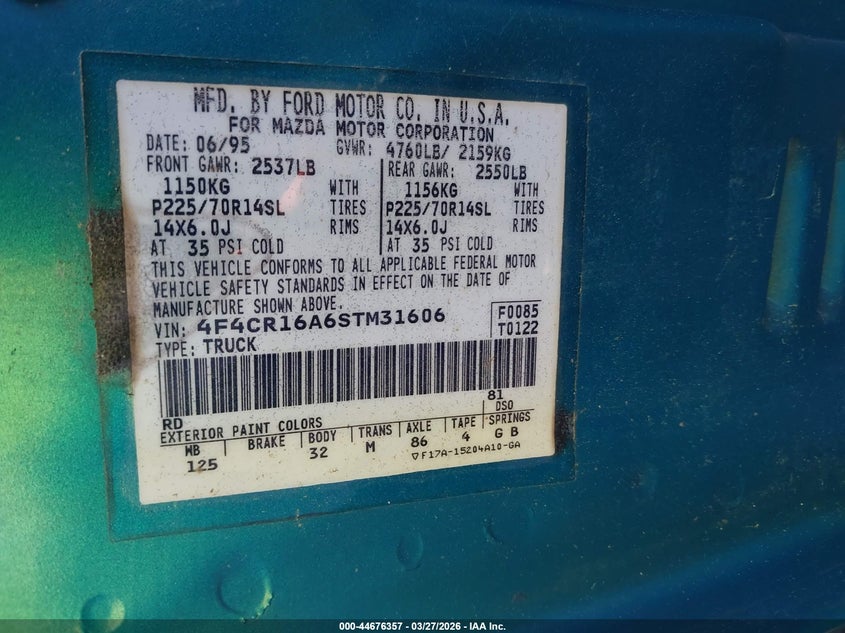 MFD. BY FORD MOTOR CO. IN U.S.A.
FOR MAZDA MOTOR CORPORATION
DATE: 06/95 GVWR: 4760LB/ 2159KG
FRONT GAWR: 2537LB REAR GAWR: 2550LB
1150KG WITH 1156KG WITH
P225/70R14SL TIRES P225/70R14SL TIRES
14X6.0J RIMS 14X6.0J RIMS
AT 35 PSI COLD AT 35 PSI COLD
THIS VEHICLE CONFORMS TO ALL APPLICABLE FEDERAL MOTOR
VEHICLE SAFETY STANDARDS IN EFFECT ON THE DATE OF
MANUFACTURE SHOWN ABOVE.
VIN: 4F4CR16A6STM31606 F0085
TYPE: TRUCK T0122
81
RD DSO
EXTERIOR PAINT COLORS
WB BRAKE BODY TRANS AXLE TAPE SPRINGS
125 32 M 86 4 G B
▽F17A-15204A10-GA
000-44676357 — 03/27/2026 — IAA Inc.